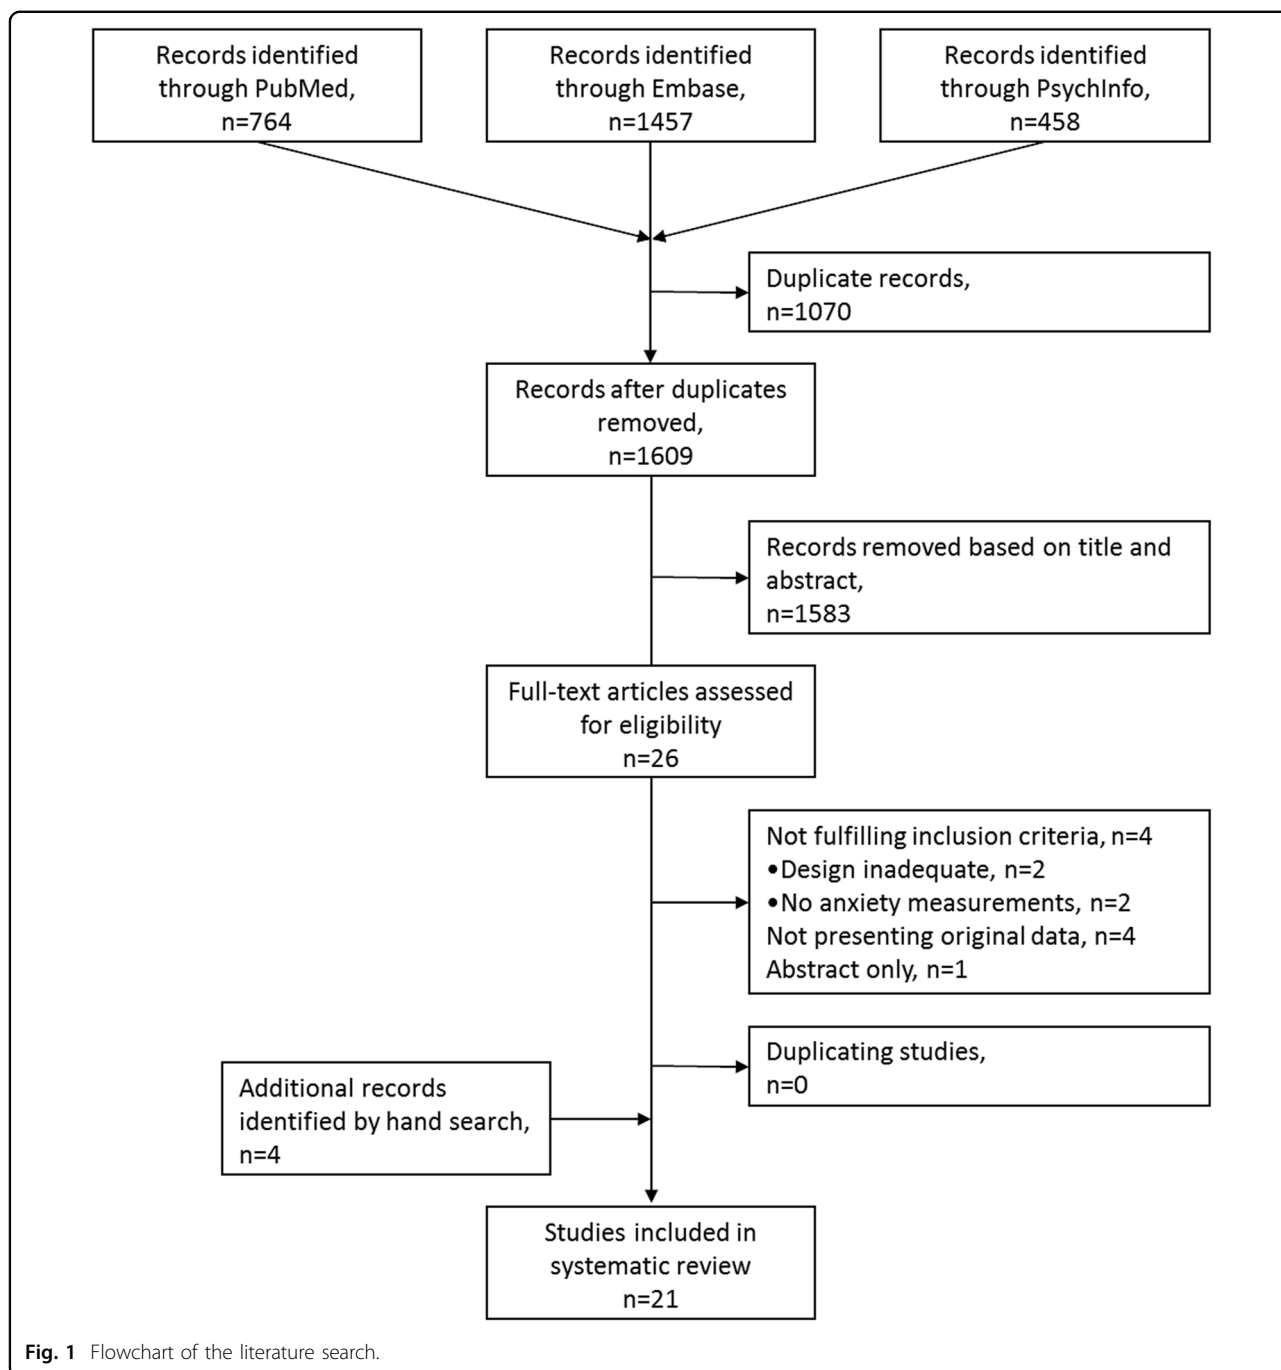 Records identified
through PubMed,
n=764
Records identified
through Embase,
n=1457
Records identified
through PsychInfo,
n=458
Duplicate records,
n=1070
Records after duplicates
removed,
n=1609
Records removed based on title and
abstract,
n=1583
Full-text articles assessed
for eligibility
n=26
Not fulfilling inclusion criteria, n=4
•Design inadequate, n=2
•No anxiety measurements, n=2
Not presenting original data, n=4
Abstract only, n=1
Duplicating studies,
n=0
Additional records
identified by hand search,
n=4
Studies included in
systematic review
n=21
Fig. 1 Flowchart of the literature search.